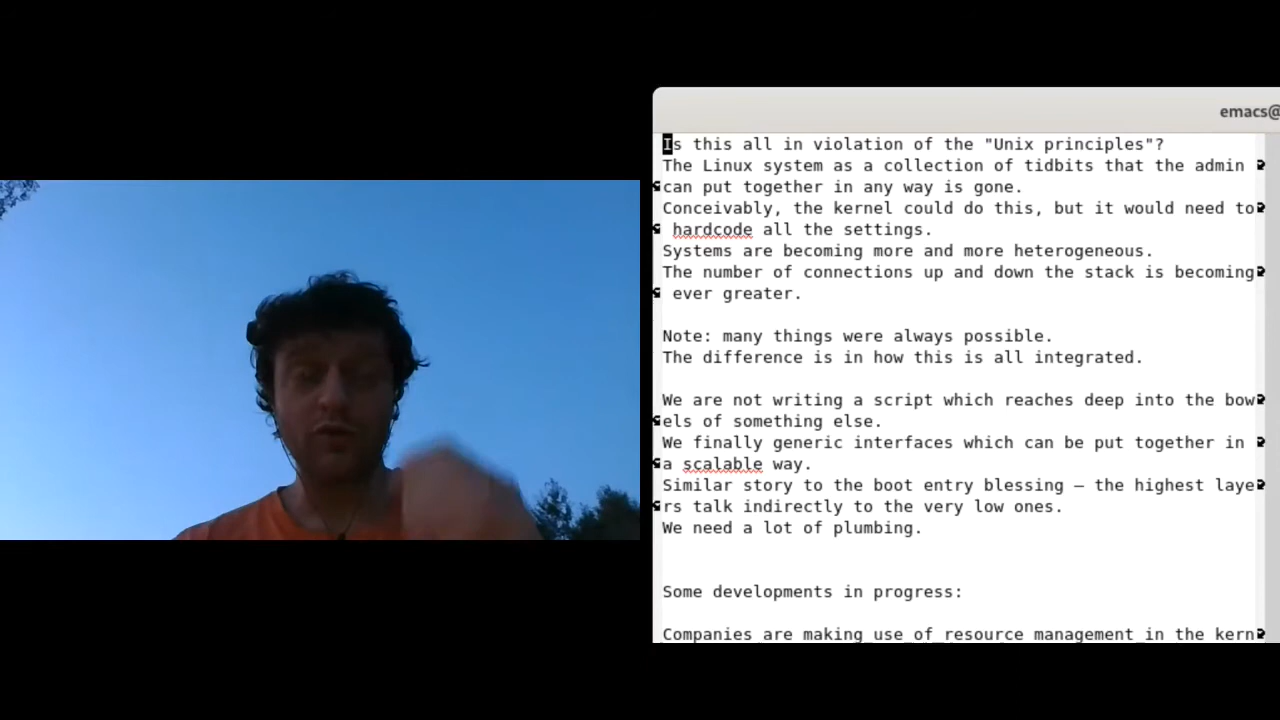 emacs@
Is this all in violation of the "Unix principles"?
The Linux system as a collection of tidbits that the admin
can put together in any way is gone.
Conceivably, the kernel could do this, but it would need to
hardcode all the settings.
Systems are becoming more and more heterogeneous.
The number of connections up and down the stack is becoming
ever greater.
Note: many things were always possible.
The difference is in how this is all integrated.
We are not writing a script which reaches deep into the bow
els of something else.
We finally generic interfaces which can be put together in
a scalable way.
Similar story to the boot entry blessing — the highest laye
rs talk indirectly to the very low ones.
We need a lot of plumbing.
Some developments in progress:
Companies are making use of resource management in the kern